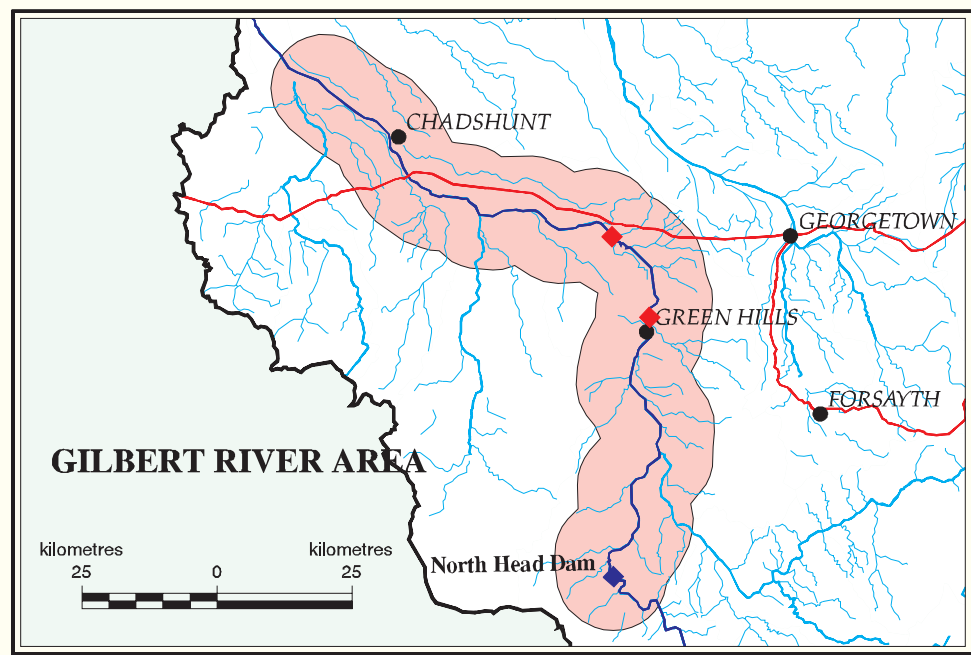 CHADSHUNT
GEORGETOWN
GREEN HILLS
FORSAYTH
GILBERT RIVER AREA
kilometres kilometres
North Head Dam
25 0 25